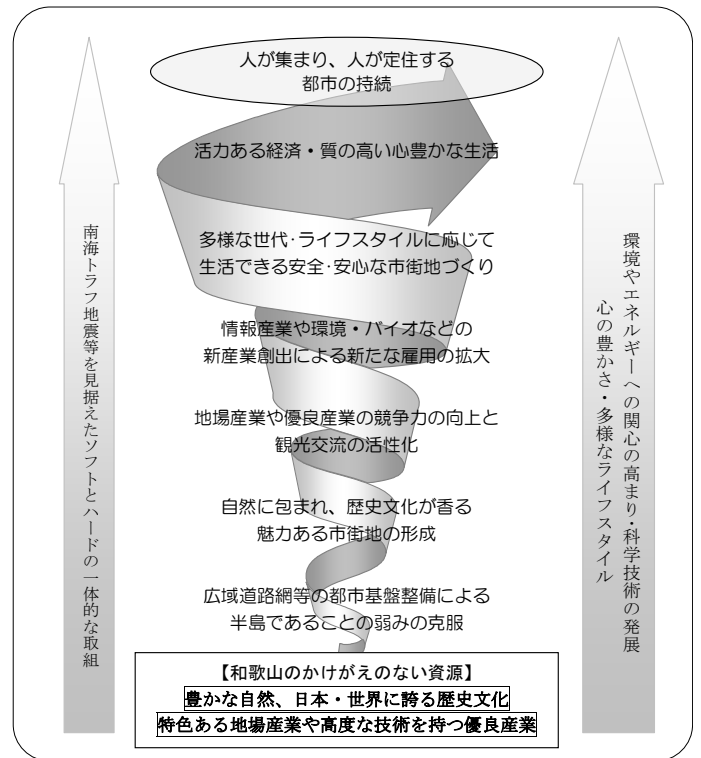 人が集まり、人が定住する
都市の持続
活力ある経済・質の高い心豊かな生活
多様な世代・ライフスタイルに応じて
生活できる安全・安心な市街地づくり
情報産業や環境・バイオなどの
新産業創出による新たな雇用の拡大
地場産業や優良産業の競争力の向上と
観光交流の活性化
自然に包まれ、歴史文化が香る
魅力ある市街地の形成
広域道路網等の都市基盤整備による
半島であることの弱みの克服
【和歌山のかけがえのない資源】
豊かな自然、日本・世界に誇る歴史文化
特色ある地場産業や高度な技術を持つ優良産業
南海トラフ地震等を見据えたソフトとハードの一体的な取組
環境やエネルギーへの関心の高まり・科学技術の発展
心の豊かさ・多様なライフスタイル